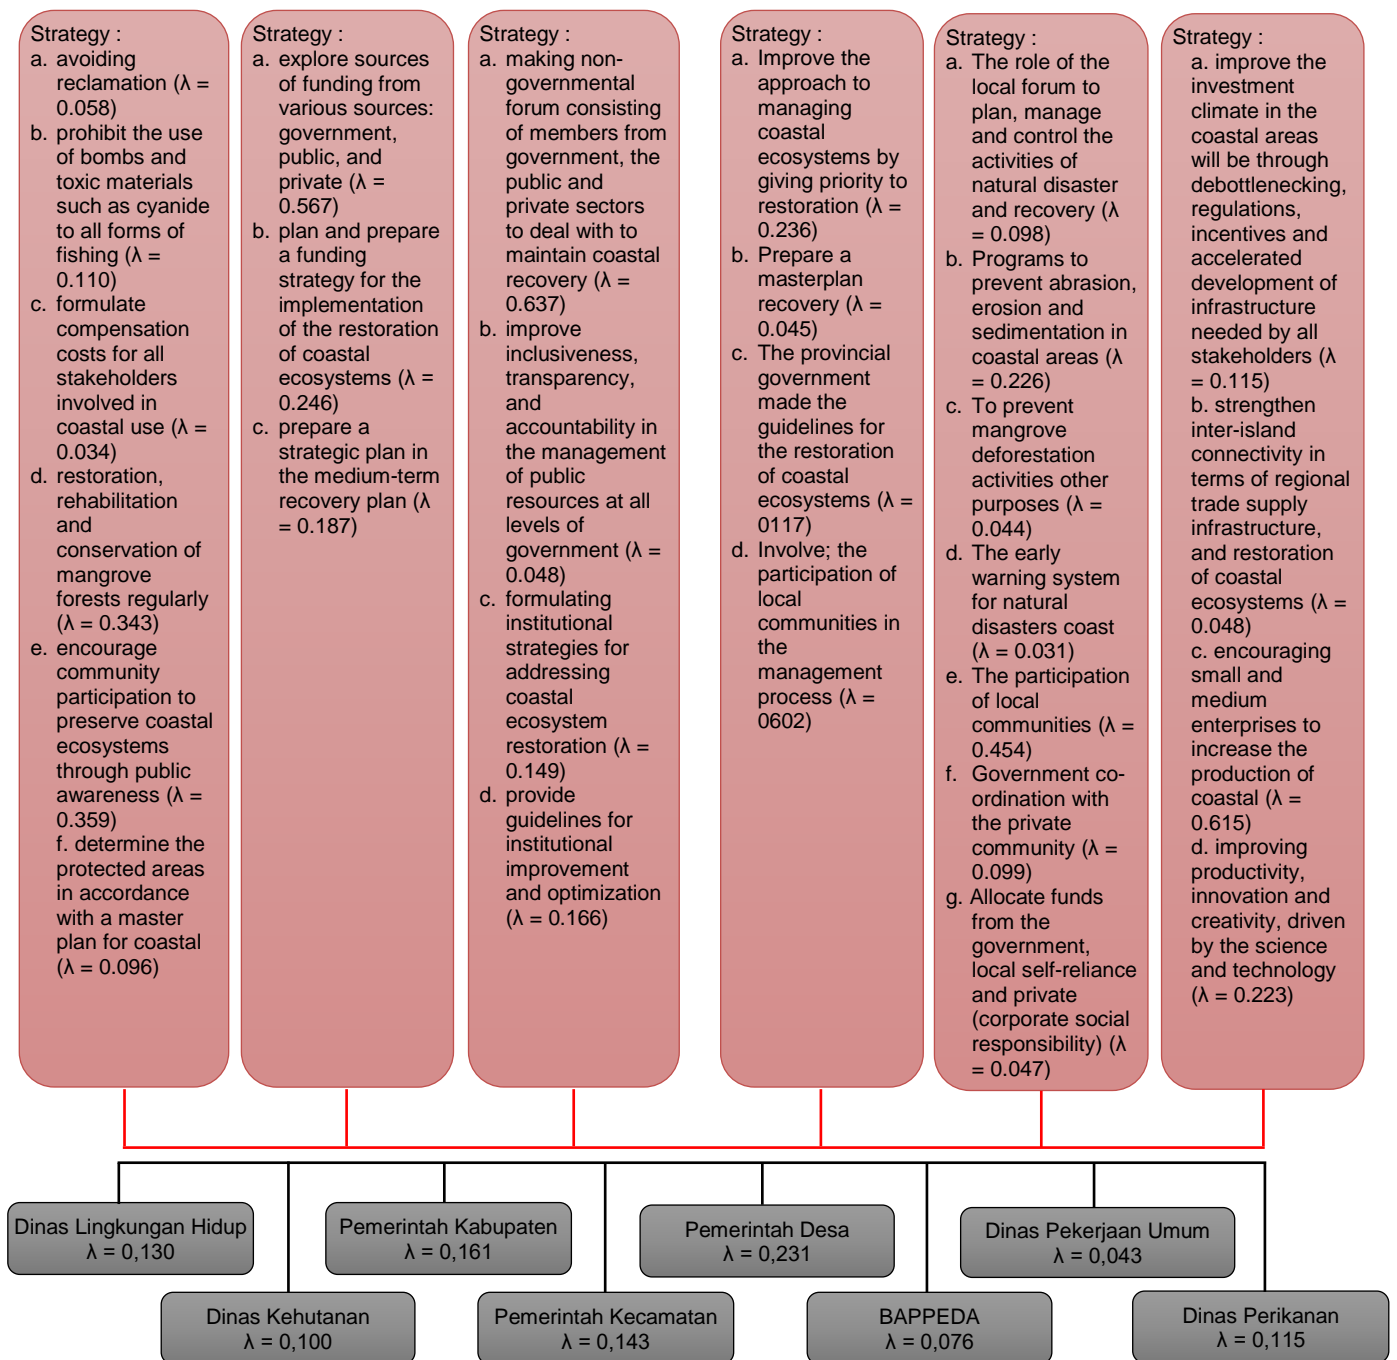 Strategy :
a. avoiding
reclamation (λ =
0.058)
b. prohibit the use
of bombs and
toxic materials
such as cyanide
to all forms of
fishing (λ =
0.110)
c. formulate
compensation
costs for all
stakeholders
involved in
coastal use (λ =
0.034)
d. restoration,
rehabilitation
and
conservation of
mangrove
forests regularly
(λ = 0.343)
e. encourage
community
participation to
preserve coastal
ecosystems
through public
awareness (λ =
0.359)
f. determine the
protected areas
in accordance
with a master
plan for coastal
(λ = 0.096)
Strategy :
a. explore sources
of funding from
various sources:
government,
public, and
private (λ =
0.567)
b. plan and prepare
a funding
strategy for the
implementation
of the restoration
of coastal
ecosystems (λ =
0.246)
c. prepare a
strategic plan in
the medium-term
recovery plan (λ
= 0.187)
Strategy :
a. making non-
governmental
forum consisting
of members from
government, the
public and
private sectors
to deal with to
maintain coastal
recovery (λ =
0.637)
b. improve
inclusiveness,
transparency,
and
accountability in
the management
of public
resources at all
levels of
government (λ =
0.048)
c. formulating
institutional
strategies for
addressing
coastal
ecosystem
restoration (λ =
0.149)
d. provide
guidelines for
institutional
improvement
and optimization
(λ = 0.166)
Strategy :
a. Improve the
approach to
managing
coastal
ecosystems by
giving priority to
restoration (λ =
0.236)
b. Prepare a
masterplan
recovery (λ =
0.045)
c. The provincial
government
made the
guidelines for
the restoration
of coastal
ecosystems (λ =
0117)
d. Involve; the
participation of
local
communities in
the
management
process (λ =
0602)
Strategy :
a. The role of the
local forum to
plan, manage
and control the
activities of
natural disaster
and recovery (λ
= 0.098)
b. Programs to
prevent abrasion,
erosion and
sedimentation in
coastal areas (λ
= 0.226)
c. To prevent
mangrove
deforestation
activities other
purposes (λ =
0.044)
d. The early
warning system
for natural
disasters coast
(λ = 0.031)
e. The participation
of local
communities (λ =
0.454)
f. Government co-
ordination with
the private
community (λ =
0.099)
g. Allocate funds
from the
government,
local self-reliance
and private
(corporate social
responsibility) (λ
= 0.047)
Strategy :
a. improve the
investment
climate in the
coastal areas
will be through
debottlenecking,
regulations,
incentives and
accelerated
development of
infrastructure
needed by all
stakeholders (λ
= 0.115)
b. strengthen
inter-island
connectivity in
terms of regional
trade supply
infrastructure,
and restoration
of coastal
ecosystems (λ =
0.048)
c. encouraging
small and
medium
enterprises to
increase the
production of
coastal (λ =
0.615)
d. improving
productivity,
innovation and
creativity, driven
by the science
and technology
(λ = 0.223)
Dinas Lingkungan Hidup
λ = 0,130
Pemerintah Kabupaten
λ = 0,161
Pemerintah Desa
λ = 0,231
Dinas Pekerjaan Umum
λ = 0,043
Dinas Kehutanan
λ = 0,100
Pemerintah Kecamatan
λ = 0,143
BAPPEDA
λ = 0,076
Dinas Perikanan
λ = 0,115